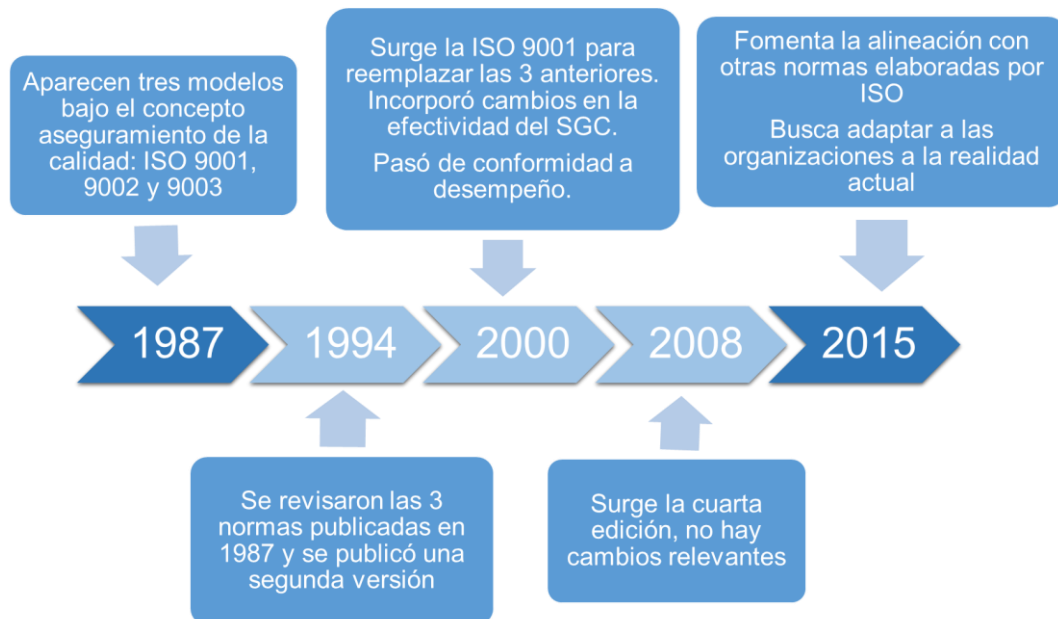 Aparecen tres modelos
bajo el concepto
aseguramiento de la
calidad: ISO 9001,
9002 y 9003
Surge la ISO 9001 para
reemplazar las 3 anteriores.
Incorporó cambios en la
efectividad del SGC.
Pasó de conformidad a
desempeño.
Fomenta la alineación con
otras normas elaboradas por
ISO
Busca adaptar a las
organizaciones a la realidad
actual
1987
1994
2000
2008
2015
Se revisaron las 3
normas publicadas en
1987 y se publicó una
segunda versión
Surge la cuarta
edición, no hay
cambios relevantes